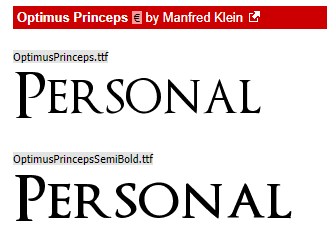 Optimus Princeps € by Manfred Klein
OptimusPrinceps.ttf
Personal
OptimusPrincepsSemiBold.ttf
Personal